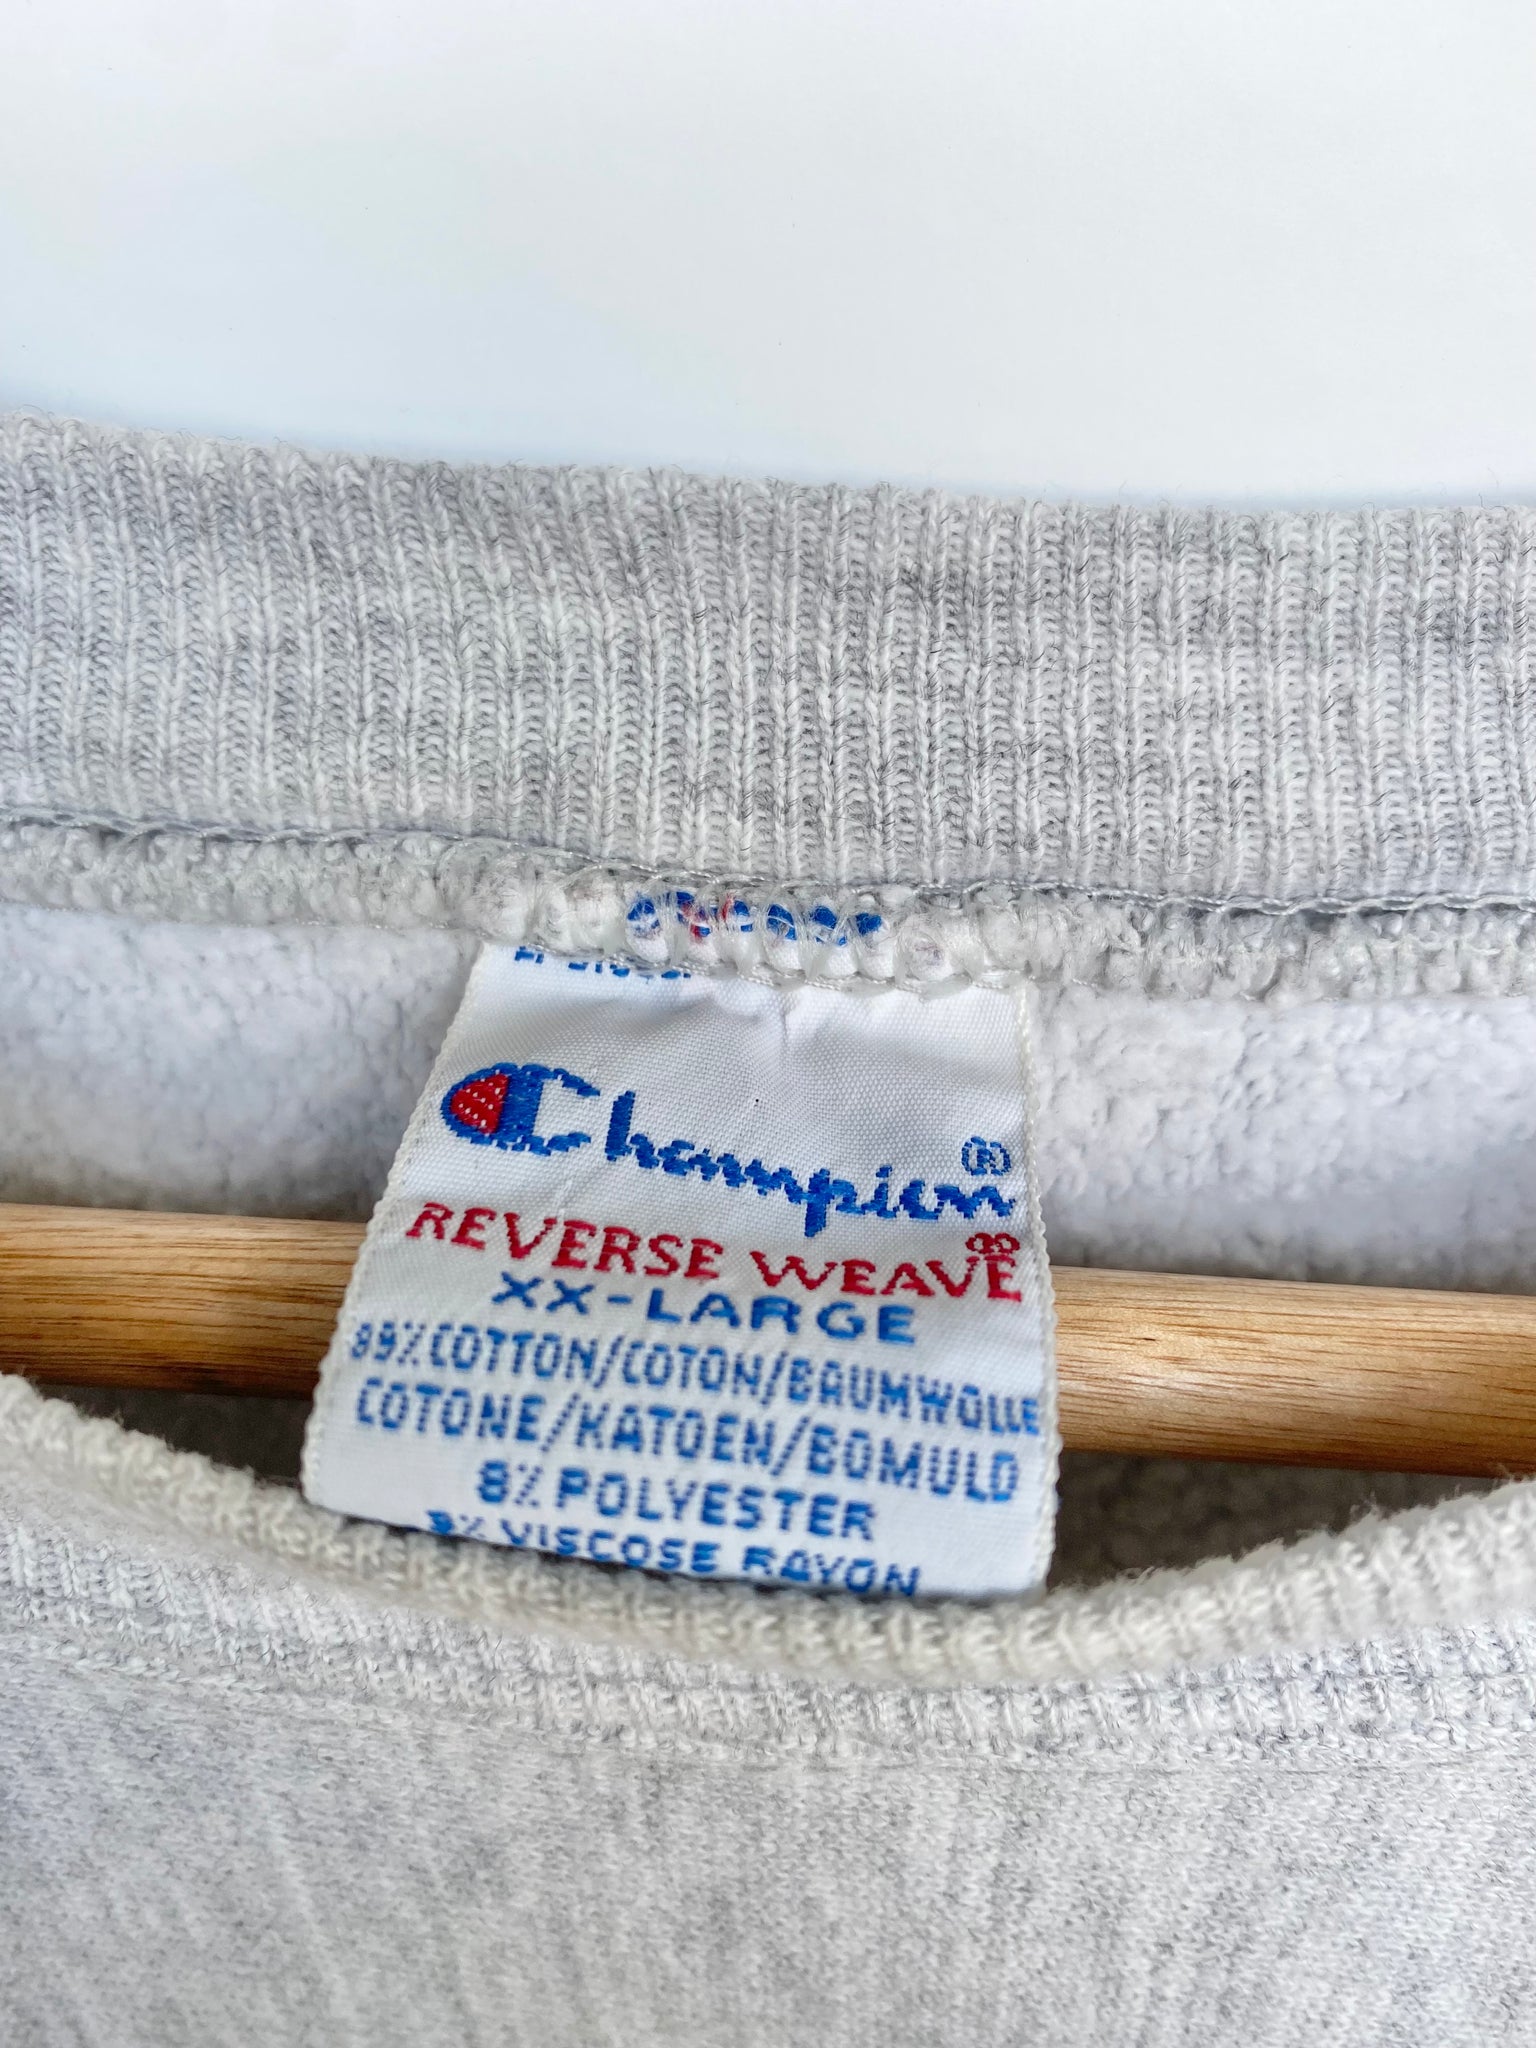 Champion®
REVERSE WEAVE®
XX-LARGE
89% COTTON/COTON/BAUMWOLLE
COTONE/KATOEN/BOMULD
8% POLYESTER
3% VISCOSE RAYON